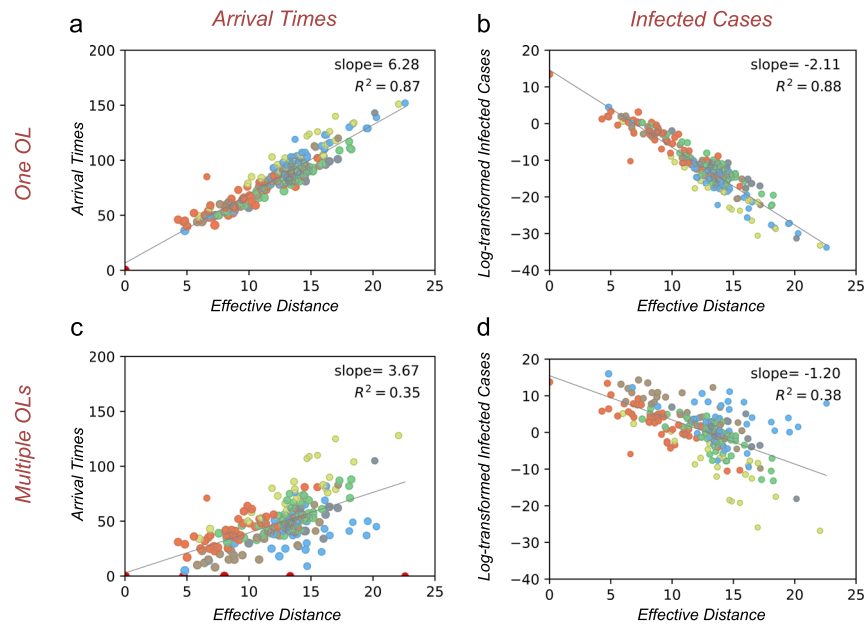 Arrival Times
Infected Cases
One OL
Multiple OLs
a
slope= 6.28
R² = 0.87
200
150
100
50
0
0 5 10 15 20 25
Arrival Times
Effective Distance
b
slope= -2.11
R² = 0.88
20
10
0
−10
−20
−30
−40
0 5 10 15 20 25
Log-transformed Infected Cases
Effective Distance
c
slope= 3.67
R² = 0.35
200
150
100
50
0
0 5 10 15 20 25
Arrival Times
Effective Distance
d
slope= -1.20
R² = 0.38
20
10
0
−10
−20
−30
−40
0 5 10 15 20 25
Log-transformed Infected Cases
Effective Distance